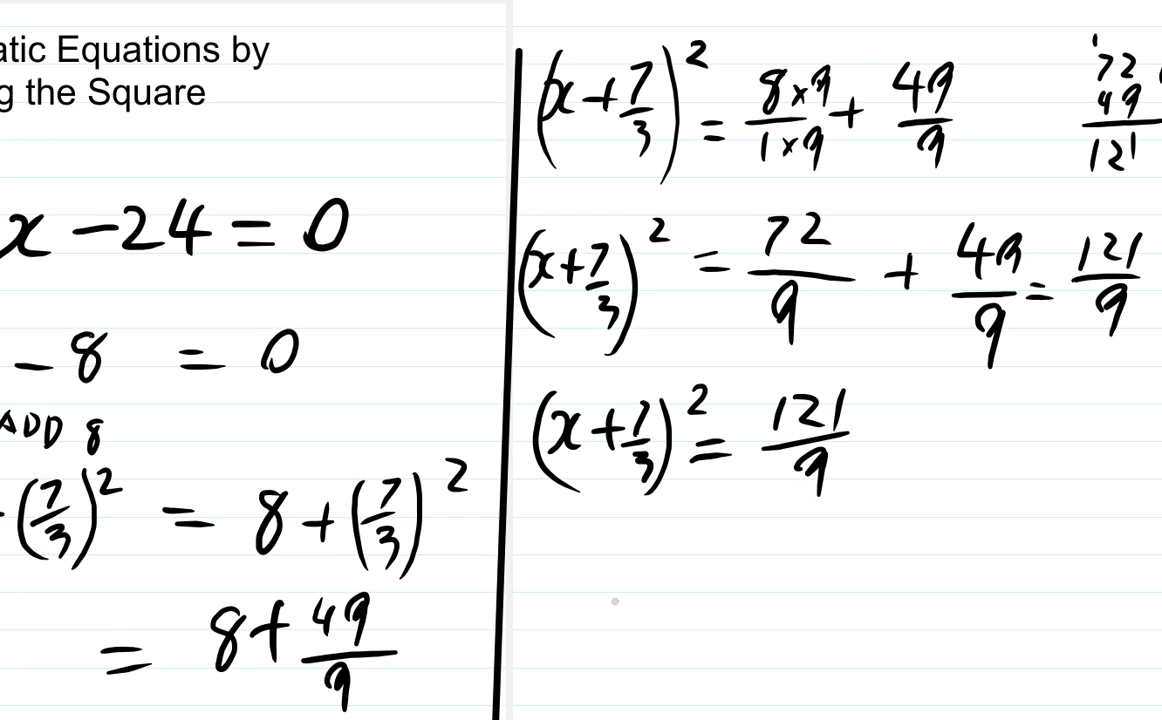 atic Equations by
g the Square
x - 24 = 0
- 8 = 0
ADD 8
(7/3)² = 8 + (7/3)²
= 8 + 49/9
(x + 7/3)² = 8×9/1×9 + 49/9
72
49
121
(x + 7/3)² = 72/9 + 49/9 = 121/9
(x + 7/3)² = 121/9